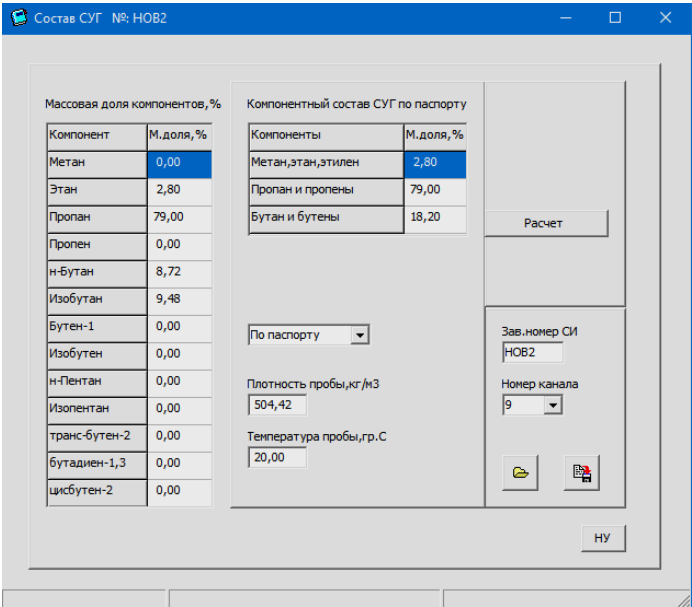 Состав СУГ №: НОВ2
Массовая доля компонентов,%
Компонент М.доля,%
Метан 0,00
Этан 2,80
Пропан 79,00
Пропен 0,00
н-Бутан 8,72
Изобутан 9,48
Бутен-1 0,00
Изобутен 0,00
н-Пентан 0,00
Изопентан 0,00
транс-бутен-2 0,00
бутадиен-1,3 0,00
цисбутен-2 0,00
Компонентный состав СУГ по паспорту
Компоненты М.доля,%
Метан,этан,этилен 2,80
Пропан и пропены 79,00
Бутан и бутены 18,20
По паспорту
Плотность пробы,кг/м3
504,42
Температура пробы,гр.С
20,00
Расчет
Зав.номер СИ
НОВ2
Номер канала
9
НУ